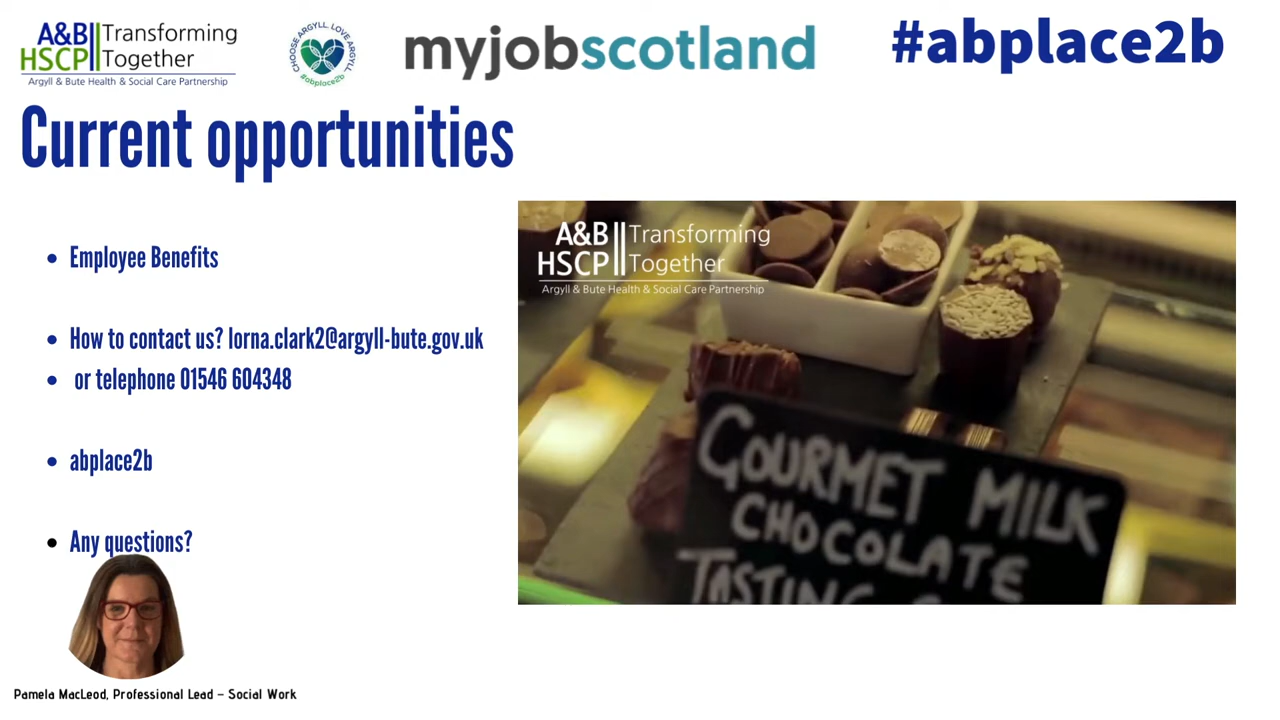 A&B Transforming
HSCP Together
Argyll & Bute Health & Social Care Partnership
CHOOSE ARGYLL, LOVE ARGYLL
#abplace2b
myjobscotland
#abplace2b
Current opportunities
Employee Benefits
How to contact us? lorna.clark2@argyll-bute.gov.uk
or telephone 01546 604348
abplace2b
Any questions?
A&B Transforming
HSCP Together
Argyll & Bute Health & Social Care Partnership
GOURMET MILK
CHOCOLATE
TASTING
Pamela MacLeod, Professional Lead – Social Work